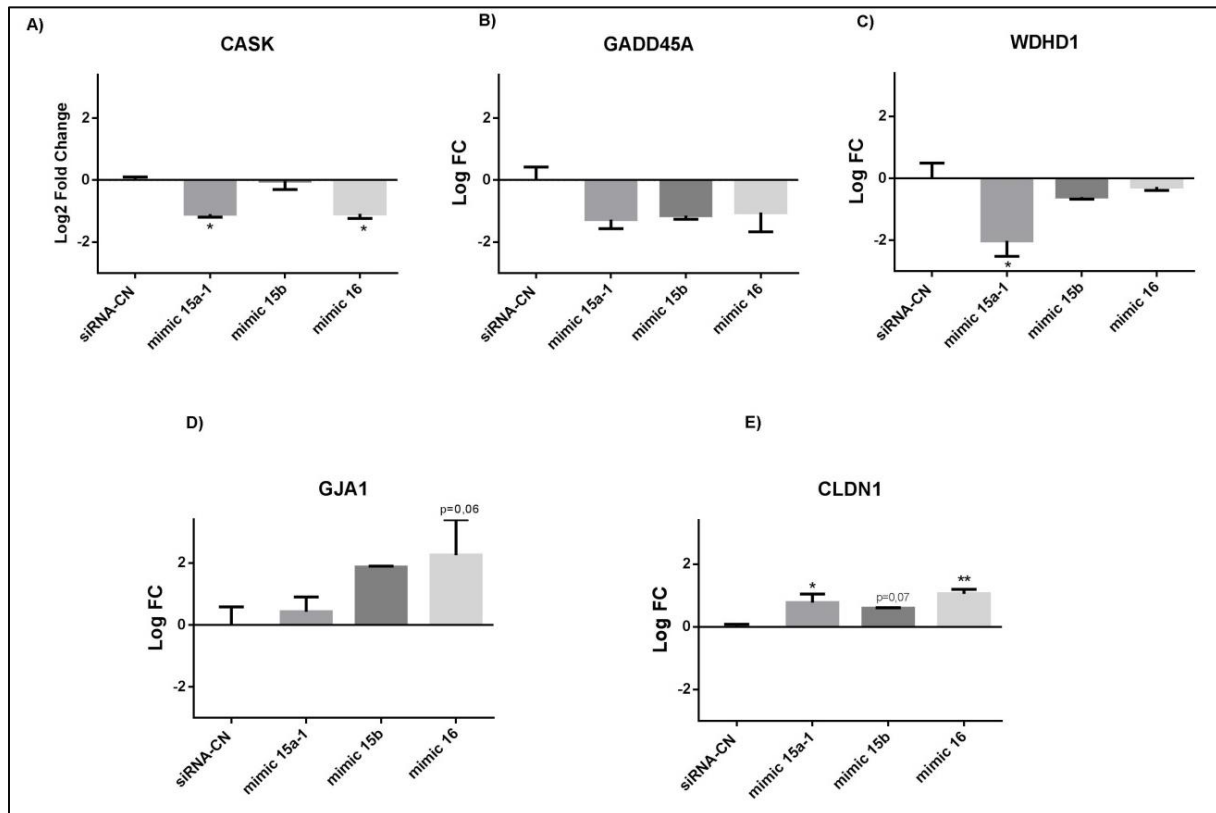 A)
CASK
Log2 Fold Change
2
0
-2
*
*
siRNA-CN
mimic 15a-1
mimic 15b
mimic 16
B)
GADD45A
Log FC
2
0
-2
siRNA-CN
mimic 15a-1
mimic 15b
mimic 16
C)
WDHD1
Log FC
2
0
-2
*
siRNA-CN
mimic 15a-1
mimic 15b
mimic 16
D)
GJA1
Log FC
p=0,06
2
0
-2
siRNA-CN
mimic 15a-1
mimic 15b
mimic 16
E)
CLDN1
Log FC
2
0
-2
*
p=0,07
**
siRNA-CN
mimic 15a-1
mimic 15b
mimic 16